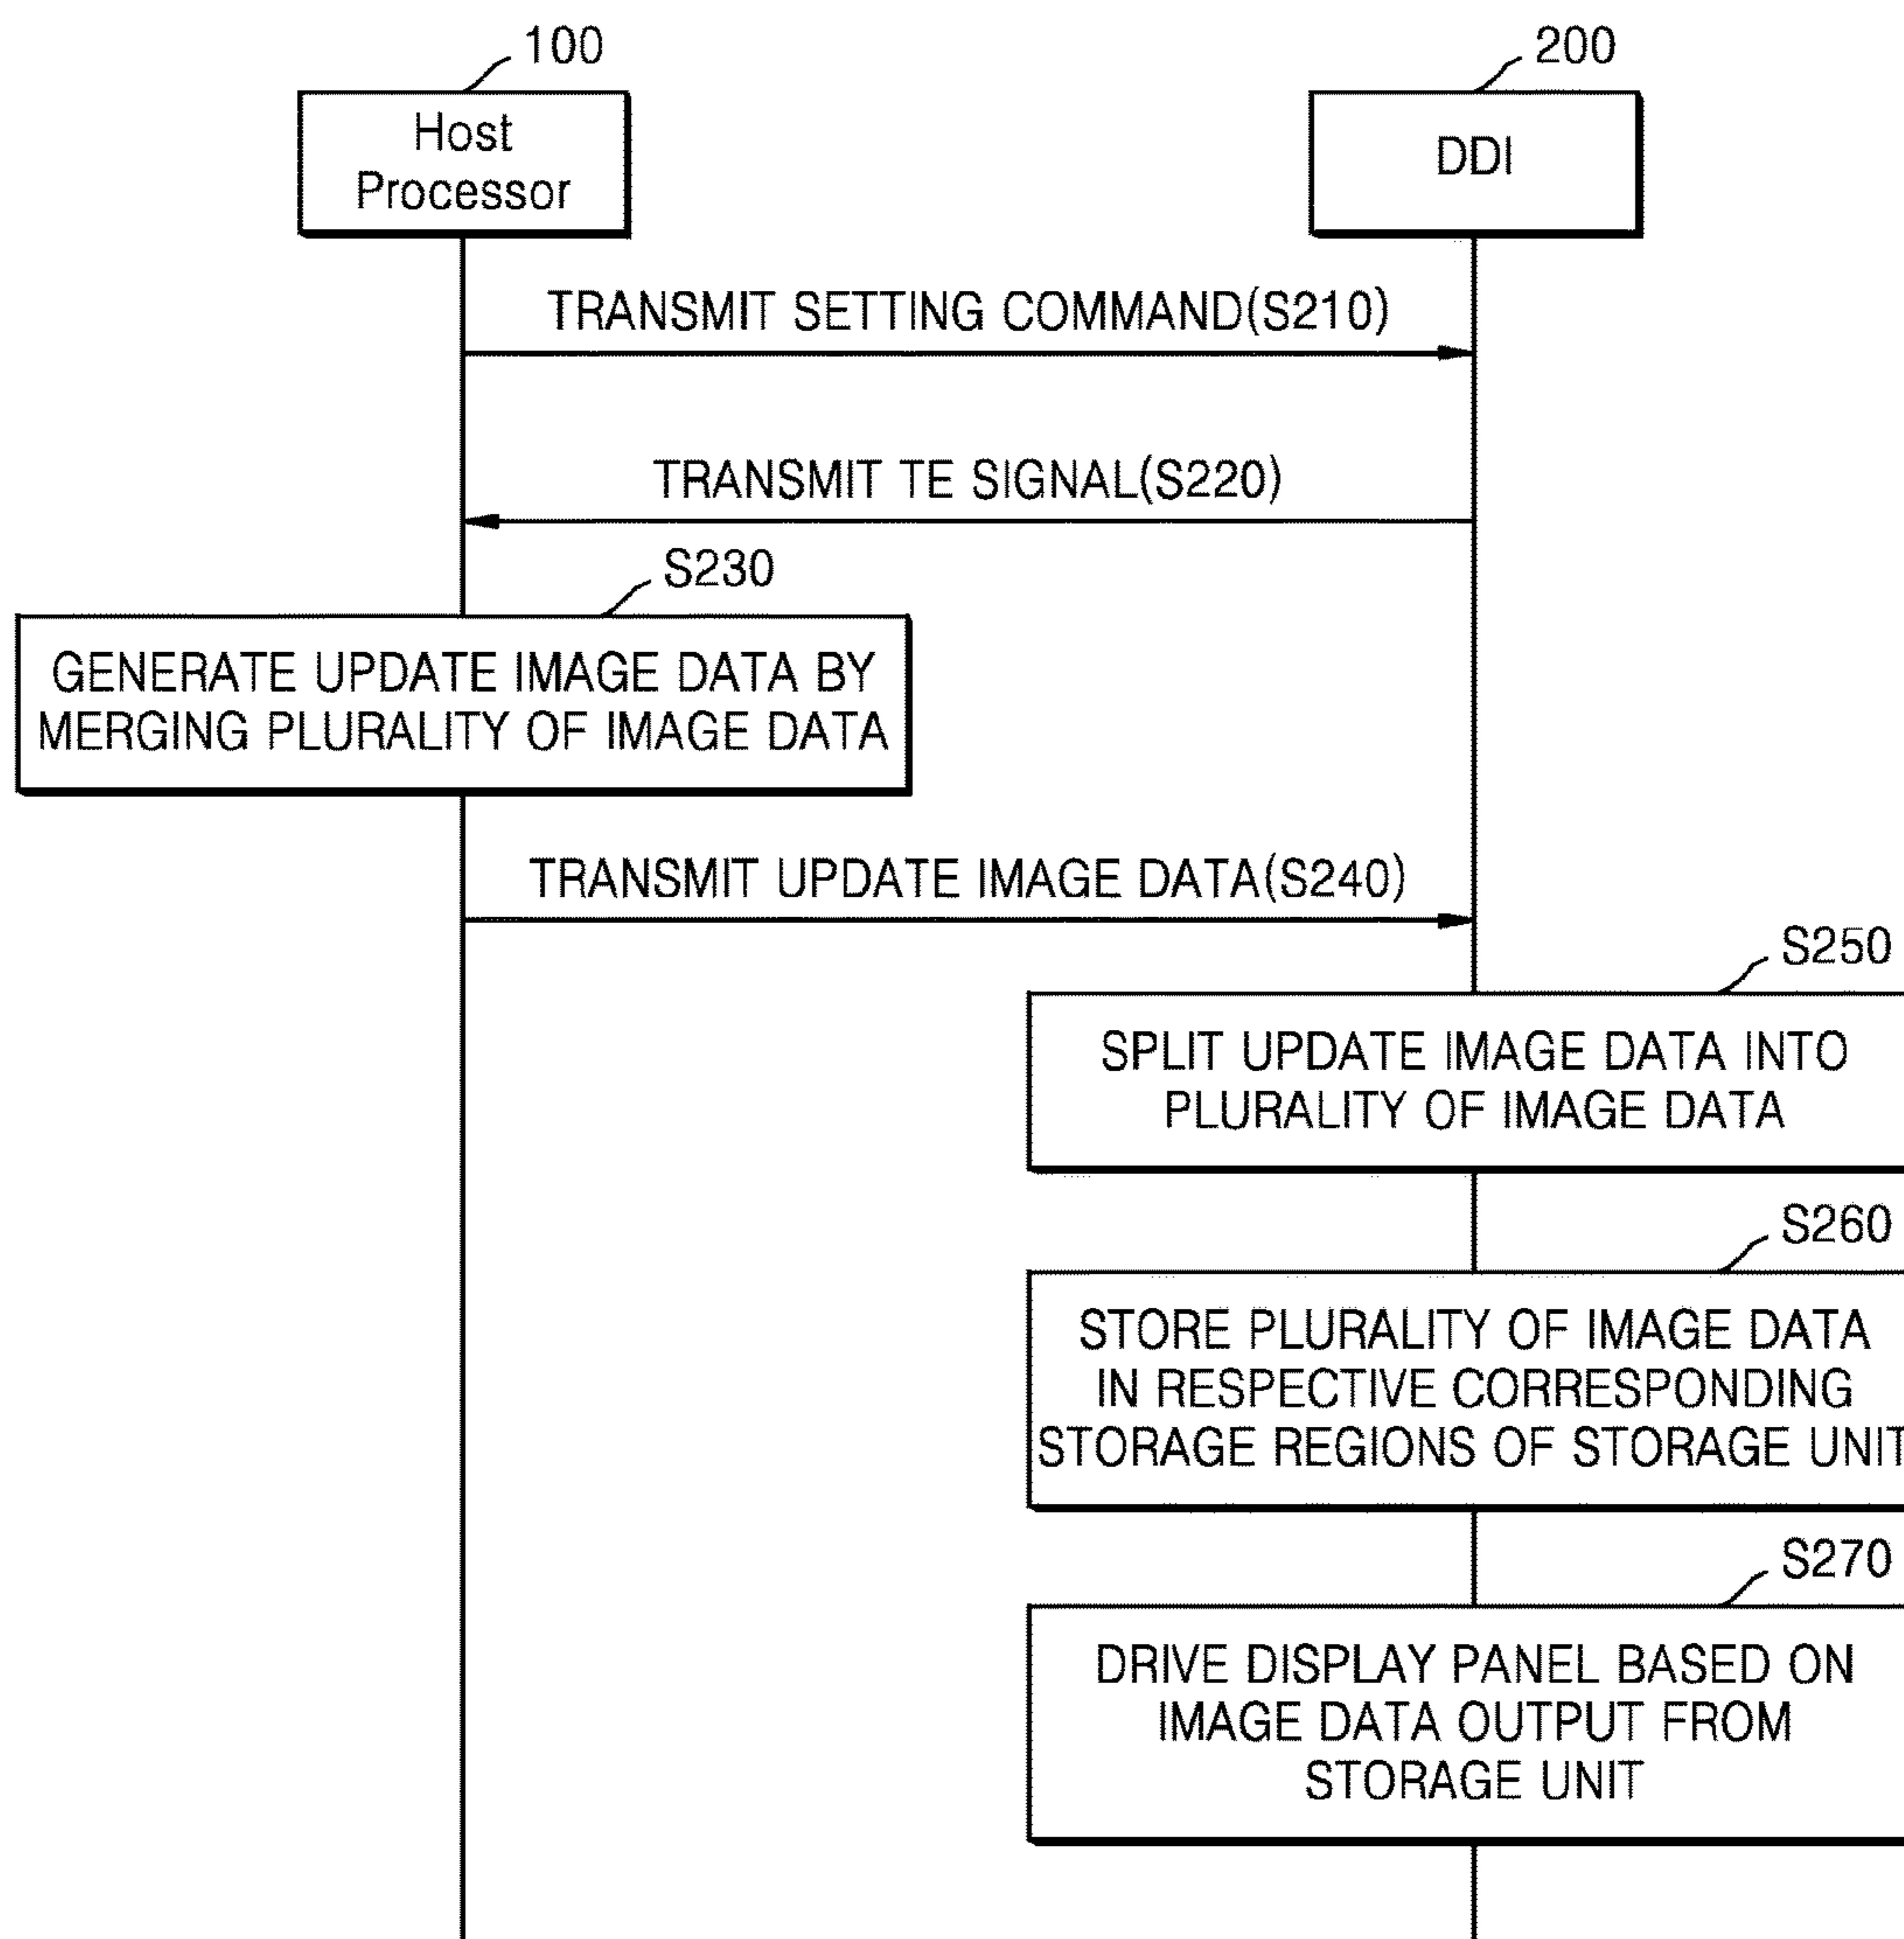 100
200
Host
Processor
DDI
TRANSMIT SETTING COMMAND(S210)
TRANSMIT TE SIGNAL(S220)
S230
GENERATE UPDATE IMAGE DATA BY
MERGING PLURALITY OF IMAGE DATA
TRANSMIT UPDATE IMAGE DATA(S240)
S250
SPLIT UPDATE IMAGE DATA INTO
PLURALITY OF IMAGE DATA
S260
STORE PLURALITY OF IMAGE DATA
IN RESPECTIVE CORRESPONDING
STORAGE REGIONS OF STORAGE UNIT
S270
DRIVE DISPLAY PANEL BASED ON
IMAGE DATA OUTPUT FROM
STORAGE UNIT